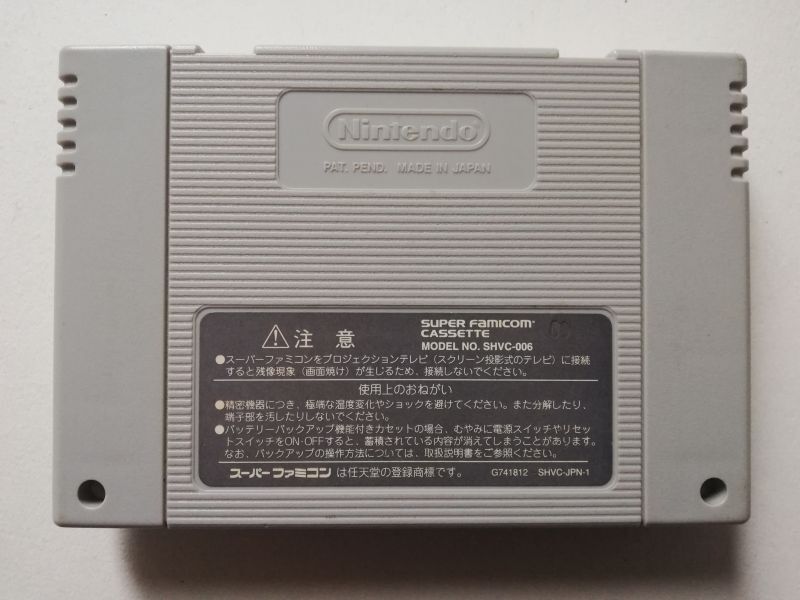 Nintendo
PAT. PEND. MADE IN JAPAN
注意
SUPER FAMICOM™
CASSETTE
MODEL NO. SHVC-006
●スーパーファミコンをプロジェクションテレビ（スクリーン投影式のテレビ）に接続
すると残像現象（画面焼け）が生じるため、接続しないでください。
使用上のおねがい
●精密機器につき、極端な温度変化やショックを避けてください。また分解したり、
端子部を汚したりしないでください。
●バッテリーバックアップ機能付きカセットの場合、むやみに電源スイッチやリセッ
トスイッチをON-OFFすると、蓄積されている内容が消えてしまうことがあります。
なお、バックアップの操作方法については、取扱説明書をご参照ください。
スーパーファミコン は任天堂の登録商標です。 G741812 SHVC-JPN-1